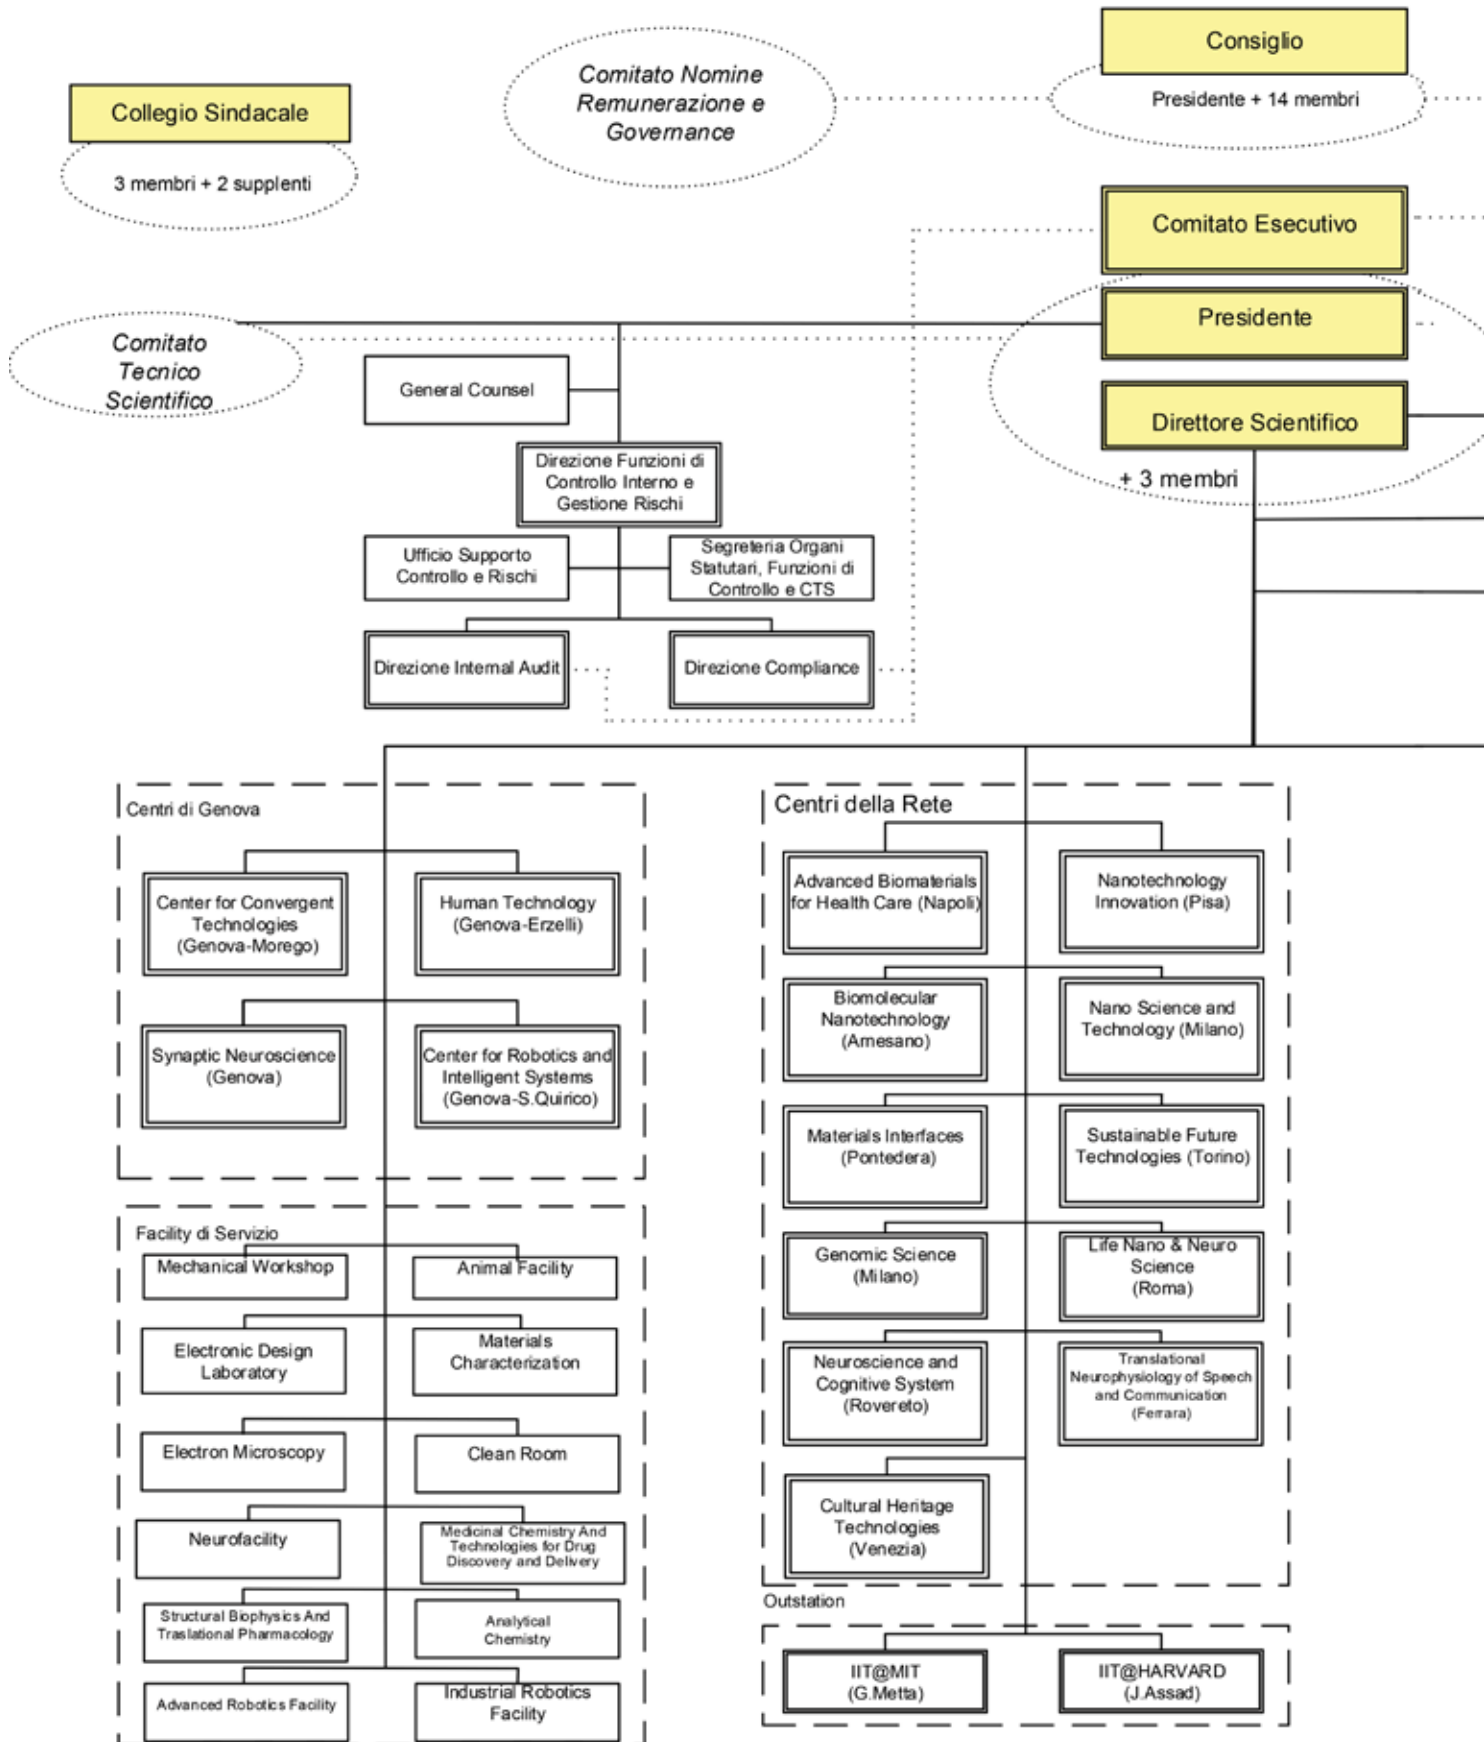 Consiglio
Presidente + 14 membri
Comitato Nomine
Remunerazione e
Governance
Collegio Sindacale
3 membri + 2 supplenti
Comitato Esecutivo
Presidente
Direttore Scientifico
+ 3 membri
Comitato
Tecnico
Scientifico
General Counsel
Direzione Funzioni di
Controllo Interno e
Gestione Rischi
Ufficio Supporto
Controllo e Rischi
Segreteria Organi
Statutari, Funzioni di
Controllo e CTS
Direzione Internal Audit
Direzione Compliance
Centri di Genova
Center for Convergent
Technologies
(Genova-Morego)
Human Technology
(Genova-Erzelli)
Synaptic Neuroscience
(Genova)
Center for Robotics and
Intelligent Systems
(Genova-S.Quirico)
Facility di Servizio
Mechanical Workshop
Animal Facility
Electronic Design
Laboratory
Materials
Characterization
Electron Microscopy
Clean Room
Neurofacility
Medicinal Chemistry And
Technologies for Drug
Discovery and Delivery
Structural Biophysics And
Traslational Pharmacology
Analytical
Chemistry
Advanced Robotics Facility
Industrial Robotics
Facility
Centri della Rete
Advanced Biomaterials
for Health Care (Napoli)
Nanotechnology
Innovation (Pisa)
Biomolecular
Nanotechnology
(Arnesano)
Nano Science and
Technology (Milano)
Materials Interfaces
(Pontedera)
Sustainable Future
Technologies (Torino)
Genomic Science
(Milano)
Life Nano & Neuro
Science
(Roma)
Neuroscience and
Cognitive System
(Rovereto)
Translational
Neurophysiology of Speech
and Communication
(Ferrara)
Cultural Heritage
Technologies
(Venezia)
Outstation
IIT@MIT
(G.Metta)
IIT@HARVARD
(J.Assad)